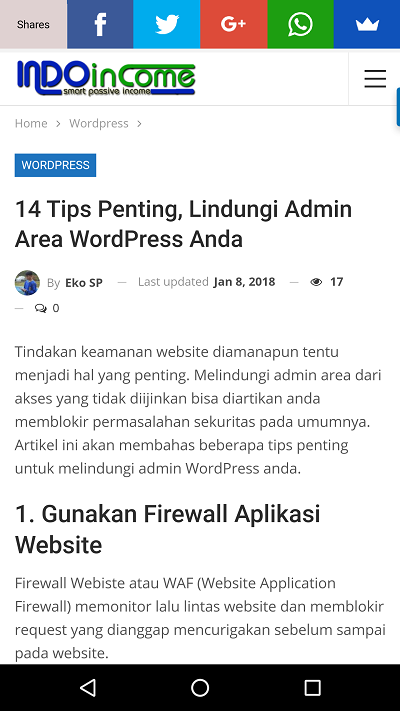 Shares
INDOinCome
smart passive income
Home > Wordpress >
WORDPRESS
14 Tips Penting, Lindungi Admin
Area WordPress Anda
By Eko SP — Last updated Jan 8, 2018 — 17
— 0
Tindakan keamanan website diamanapun tentu
menjadi hal yang penting. Melindungi admin area dari
akses yang tidak diijinkan bisa diartikan anda
memblokir permasalahan sekuritas pada umumnya.
Artikel ini akan membahas beberapa tips penting
untuk melindungi admin WordPress anda.
1. Gunakan Firewall Aplikasi
Website
Firewall Webiste atau WAF (Website Application
Firewall) memonitor lalu lintas website dan memblokir
request yang dianggap mencurigakan sebelum sampai
pada website.